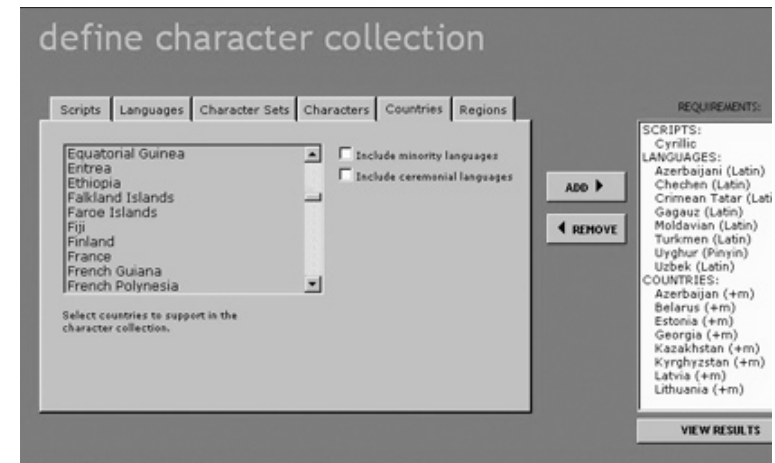 define character collection
Scripts Languages Character Sets Characters Countries Regions
Equatorial Guinea
Eritrea
Ethiopia
Falkland Islands
Faroe Islands
Fiji
Finland
France
French Guiana
French Polynesia
Include minority languages
Include ceremonial languages
Select countries to support in the
character collection.
ADD
REMOVE
REQUIREMENTS:
SCRIPTS:
Cyrillic
LANGUAGES:
Azerbaijani (Latin)
Chechen (Latin)
Crimean Tatar (Lati
Gagauz (Latin)
Moldavian (Latin)
Turkmen (Latin)
Uyghur (Pinyin)
Uzbek (Latin)
COUNTRIES:
Azerbaijan (+m)
Belarus (+m)
Estonia (+m)
Georgia (+m)
Kazakhstan (+m)
Kyrghyzstan (+m)
Latvia (+m)
Lithuania (+m)
VIEW RESULTS